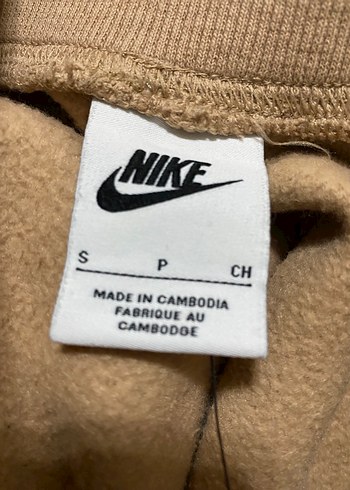 NIKE
S P CH
MADE IN CAMBODIA
FABRIQUE AU
CAMBODGE